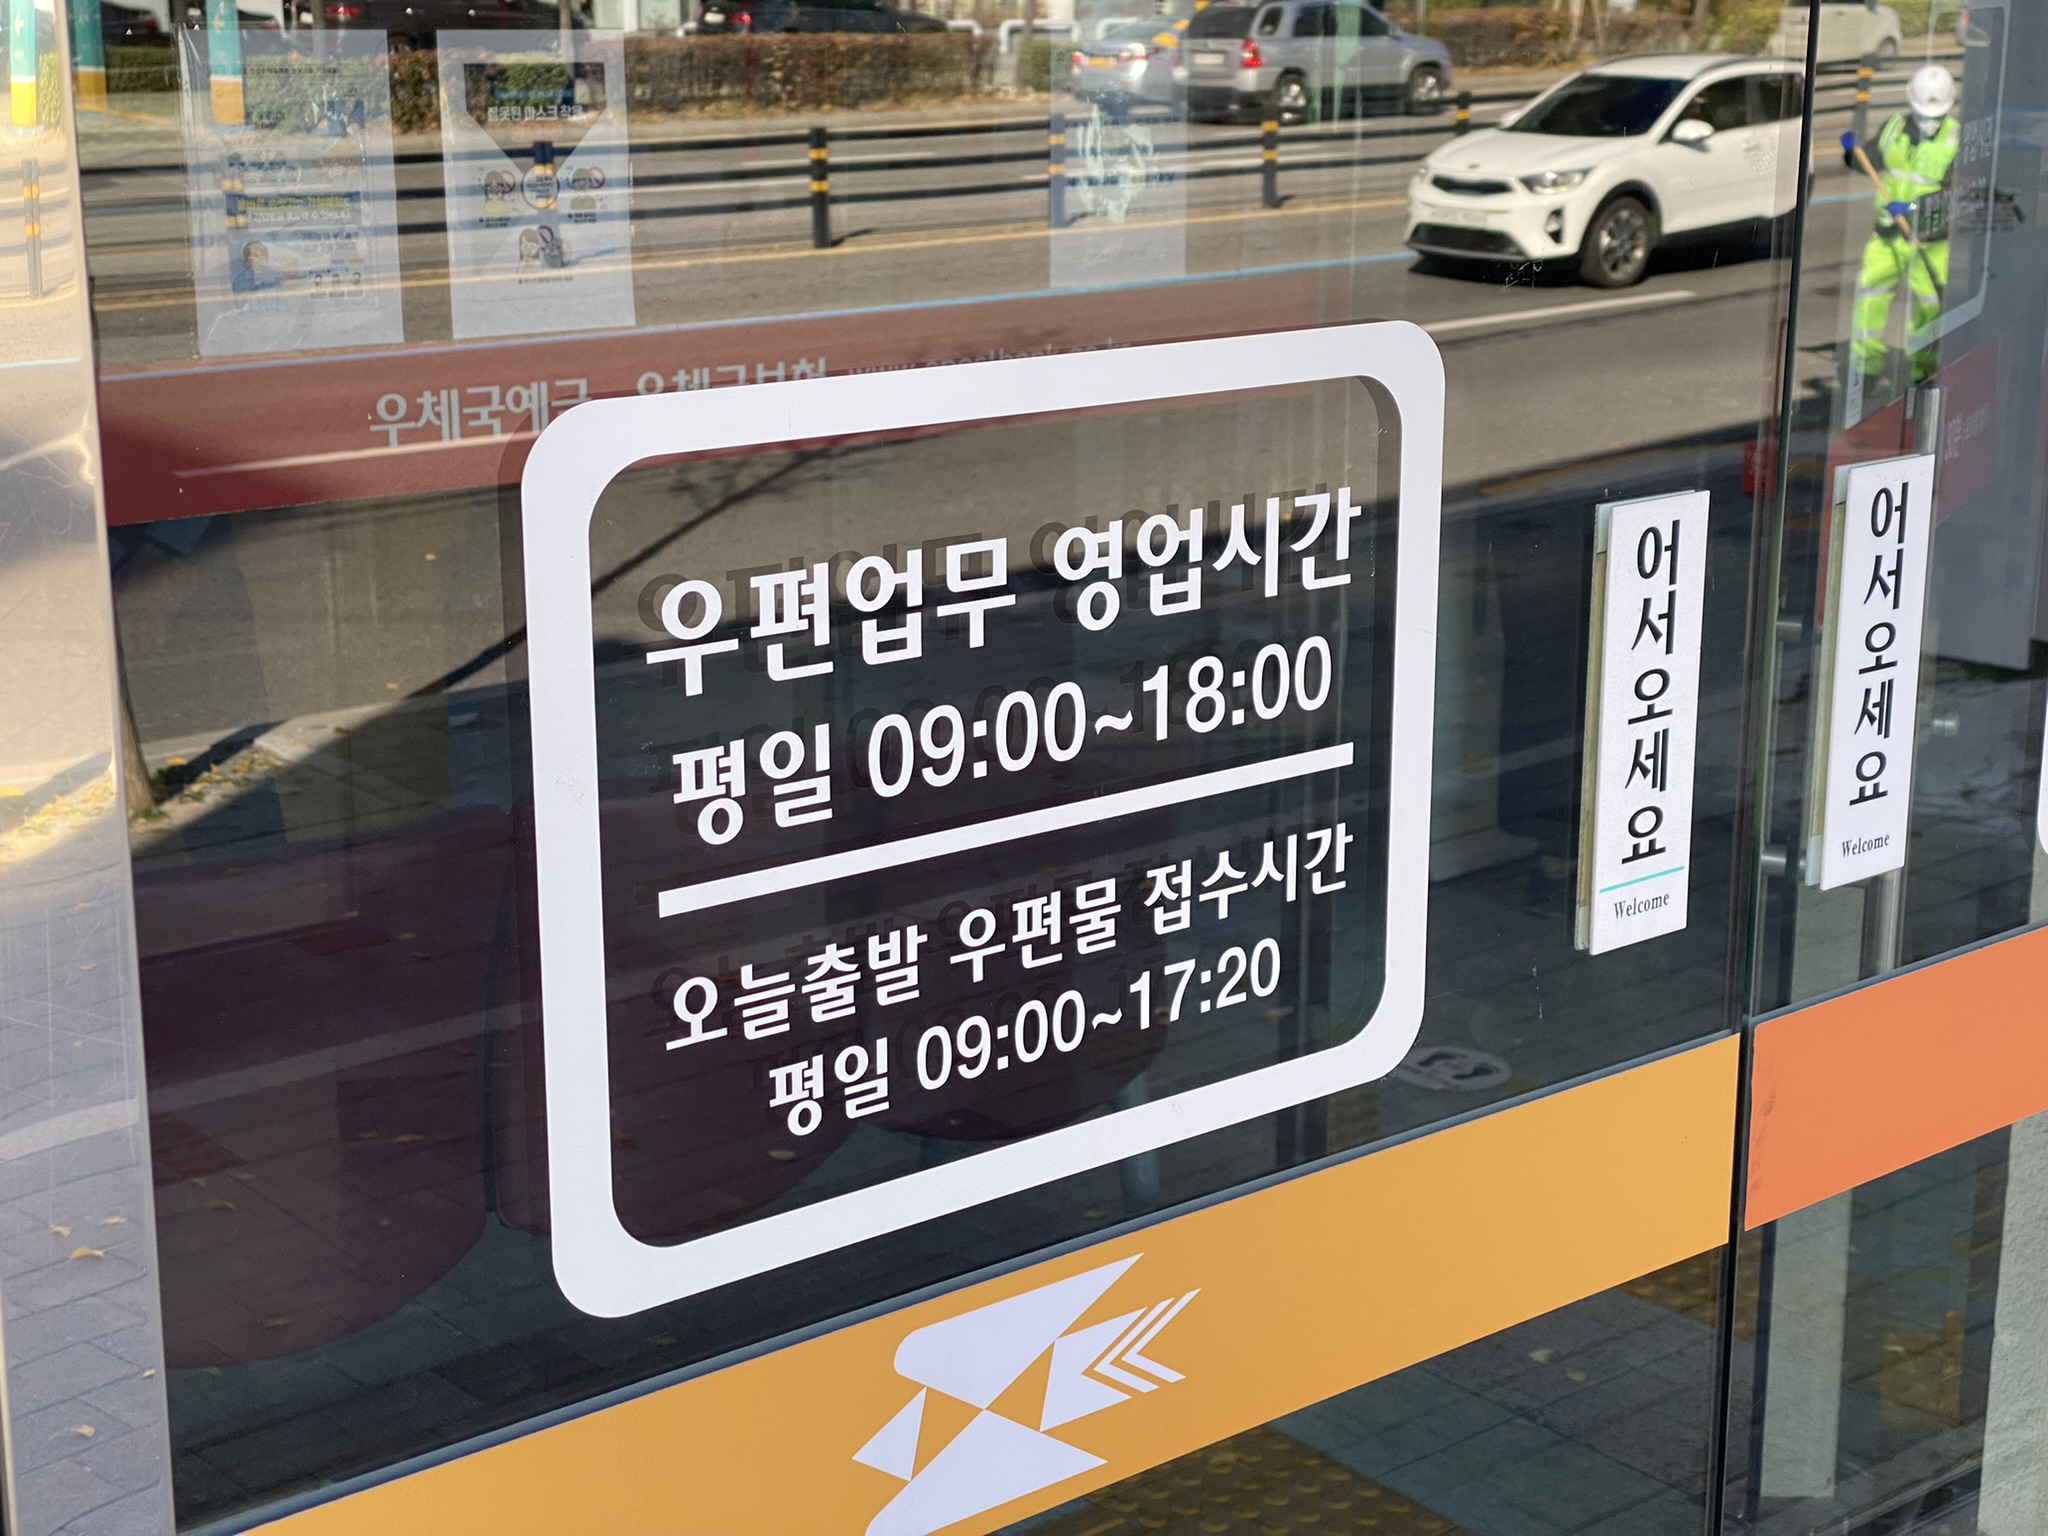 우체국예금
우편업무 영업시간
평일 09:00~18:00
오늘출발 우편물 접수시간
평일 09:00~17:20
어서오세요
Welcome
어서오세요
Welcome